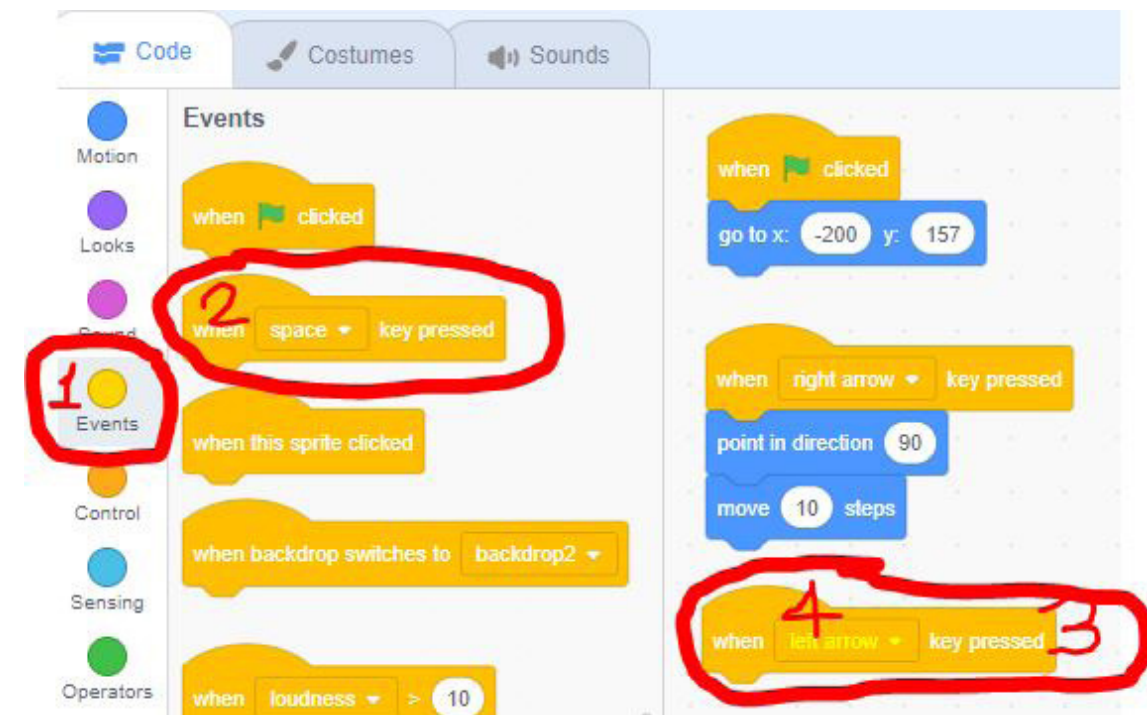 Code
Costumes
Sounds
Motion
Looks
Sound
1
Events
Control
Sensing
Operators
Events
when clicked
2
when space key pressed
when this sprite clicked
when backdrop switches to backdrop2
when loudness > 10
when clicked
go to x: -200 y: 157
when right arrow key pressed
point in direction 90
move 10 steps
4
3
when left arrow key pressed